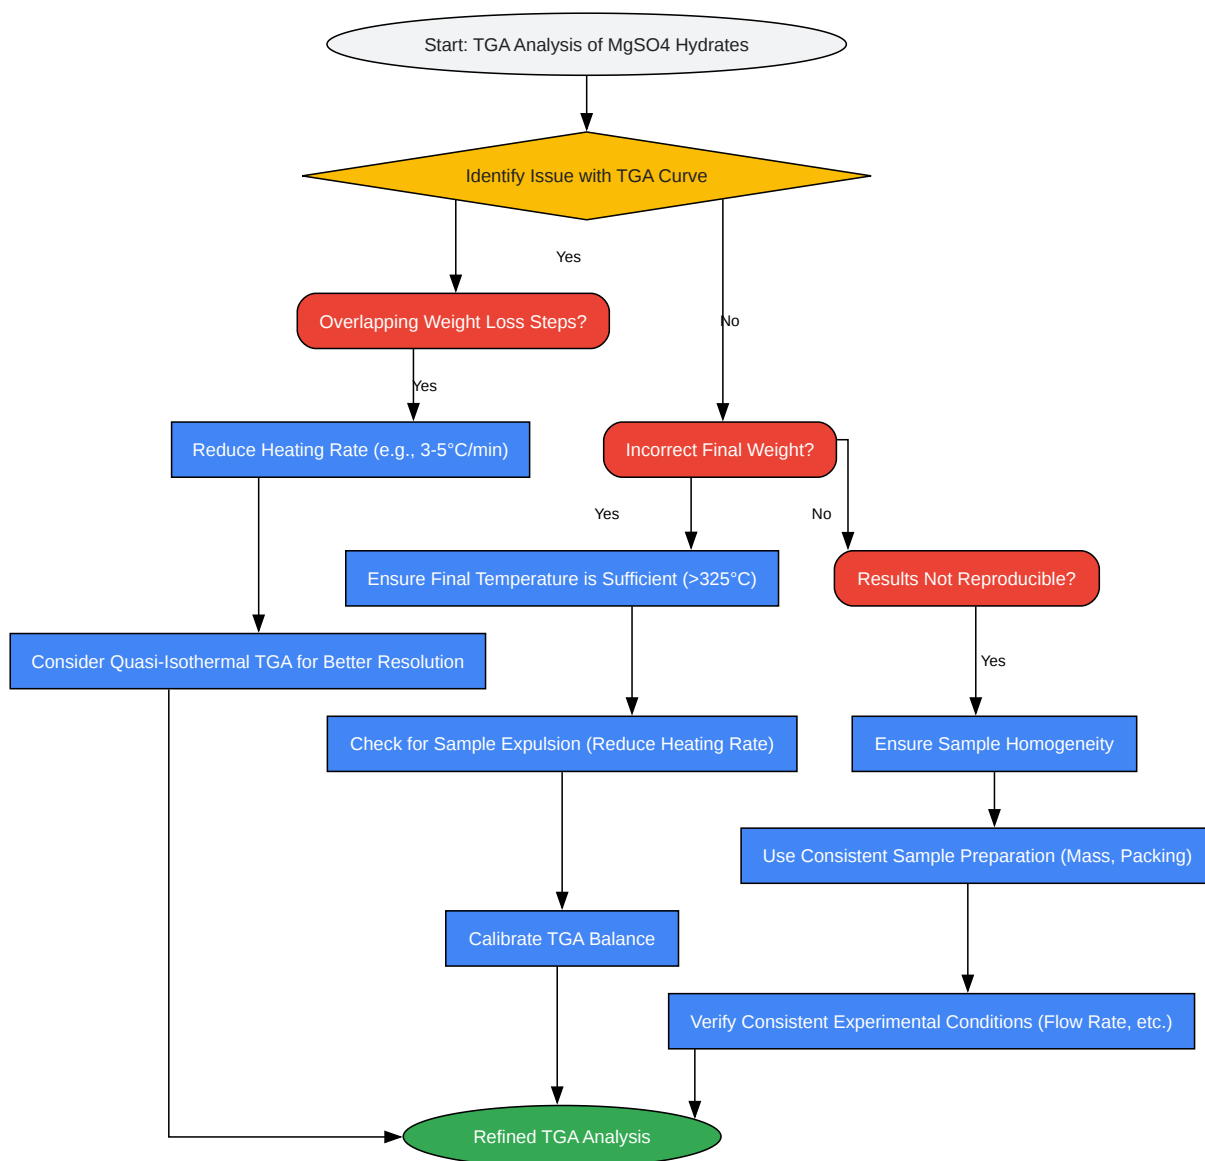 Start: TGA Analysis of MgSO4 Hydrates
Identify Issue with TGA Curve
Yes
Overlapping Weight Loss Steps?
No
Yes
Reduce Heating Rate (e.g., 3-5°C/min)
Incorrect Final Weight?
Yes
No
Ensure Final Temperature is Sufficient (>325°C)
Results Not Reproducible?
Consider Quasi-Isothermal TGA for Better Resolution
Yes
Check for Sample Expulsion (Reduce Heating Rate)
Ensure Sample Homogeneity
Use Consistent Sample Preparation (Mass, Packing)
Calibrate TGA Balance
Verify Consistent Experimental Conditions (Flow Rate, etc.)
Refined TGA Analysis